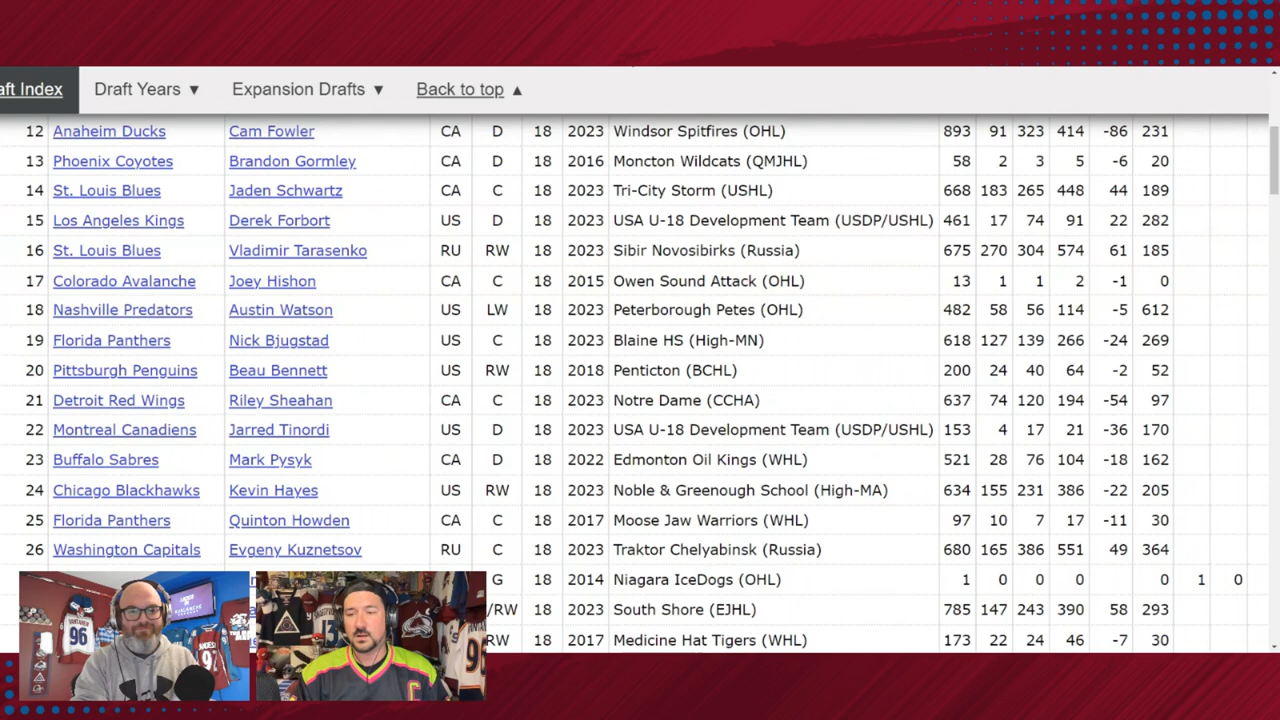 aft Index Draft Years ▼ Expansion Drafts ▼ Back to top ▲
12 Anaheim Ducks Cam Fowler CA D 18 2023 Windsor Spitfires (OHL) 893 91 323 414 -86 231
13 Phoenix Coyotes Brandon Gormley CA D 18 2016 Moncton Wildcats (QMJHL) 58 2 3 5 -6 20
14 St. Louis Blues Jaden Schwartz CA C 18 2023 Tri-City Storm (USHL) 668 183 265 448 44 189
15 Los Angeles Kings Derek Forbort US D 18 2023 USA U-18 Development Team (USDP/USHL) 461 17 74 91 22 282
16 St. Louis Blues Vladimir Tarasenko RU RW 18 2023 Sibir Novosibirks (Russia) 675 270 304 574 61 185
17 Colorado Avalanche Joey Hishon CA C 18 2015 Owen Sound Attack (OHL) 13 1 1 2 -1 0
18 Nashville Predators Austin Watson US LW 18 2023 Peterborough Petes (OHL) 482 58 56 114 -5 612
19 Florida Panthers Nick Bjugstad US C 18 2023 Blaine HS (High-MN) 618 127 139 266 -24 269
20 Pittsburgh Penguins Beau Bennett US RW 18 2018 Penticton (BCHL) 200 24 40 64 -2 52
21 Detroit Red Wings Riley Sheahan CA C 18 2023 Notre Dame (CCHA) 637 74 120 194 -54 97
22 Montreal Canadiens Jarred Tinordi US D 18 2023 USA U-18 Development Team (USDP/USHL) 153 4 17 21 -36 170
23 Buffalo Sabres Mark Pysyk CA D 18 2022 Edmonton Oil Kings (WHL) 521 28 76 104 -18 162
24 Chicago Blackhawks Kevin Hayes US RW 18 2023 Noble & Greenough School (High-MA) 634 155 231 386 -22 205
25 Florida Panthers Quinton Howden CA C 18 2017 Moose Jaw Warriors (WHL) 97 10 7 17 -11 30
26 Washington Capitals Evgeny Kuznetsov RU C 18 2023 Traktor Chelyabinsk (Russia) 680 165 386 551 49 364
G 18 2014 Niagara IceDogs (OHL) 1 0 0 0 0 1 0
/RW 18 2023 South Shore (EJHL) 785 147 243 390 58 293
RW 18 2017 Medicine Hat Tigers (WHL) 173 22 24 46 -7 30
96